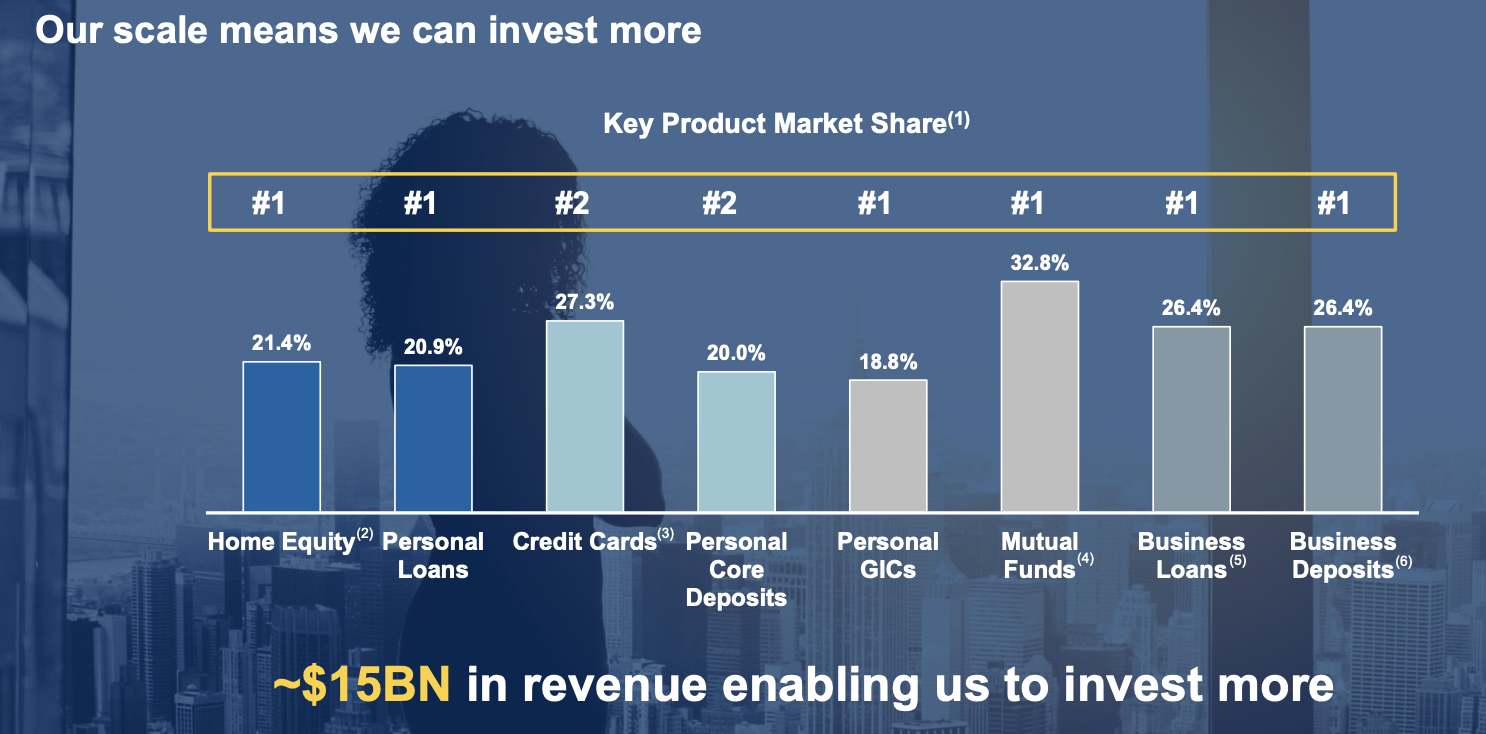 Our scale means we can invest more
Key Product Market Share(1)
#1 #1 #2 #2 #1 #1 #1 #1
21.4% 20.9% 27.3% 20.0% 18.8% 32.8% 26.4% 26.4%
Home Equity(2)
Personal
Loans
Credit Cards(3)
Personal
Core
Deposits
Personal
GICs
Mutual
Funds(4)
Business
Loans(5)
Business
Deposits(6)
~$15BN in revenue enabling us to invest more